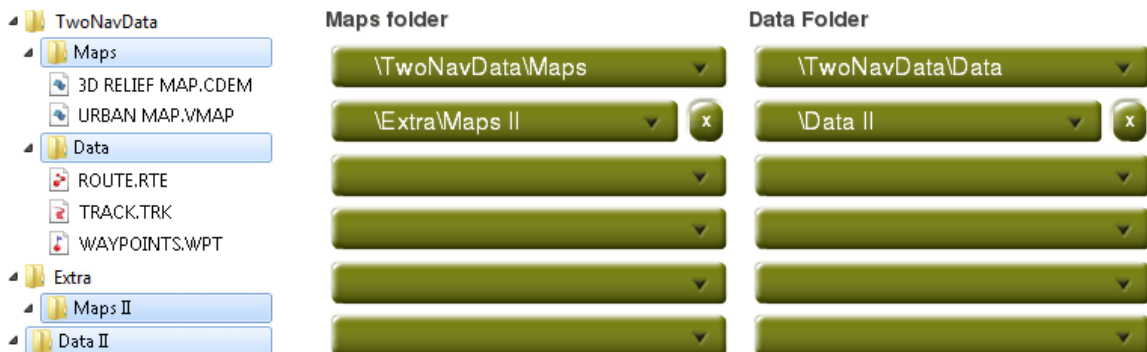 TwoNavData
Maps
3D RELIEF MAP.CDEM
URBAN MAP.VMAP
Data
ROUTE.RTE
TRACK.TRK
WAYPOINTS.WPT
Extra
Maps II
Data II
Maps folder
\TwoNavData\Maps
\Extra\Maps II x
Data Folder
\TwoNavData\Data
\Data II x